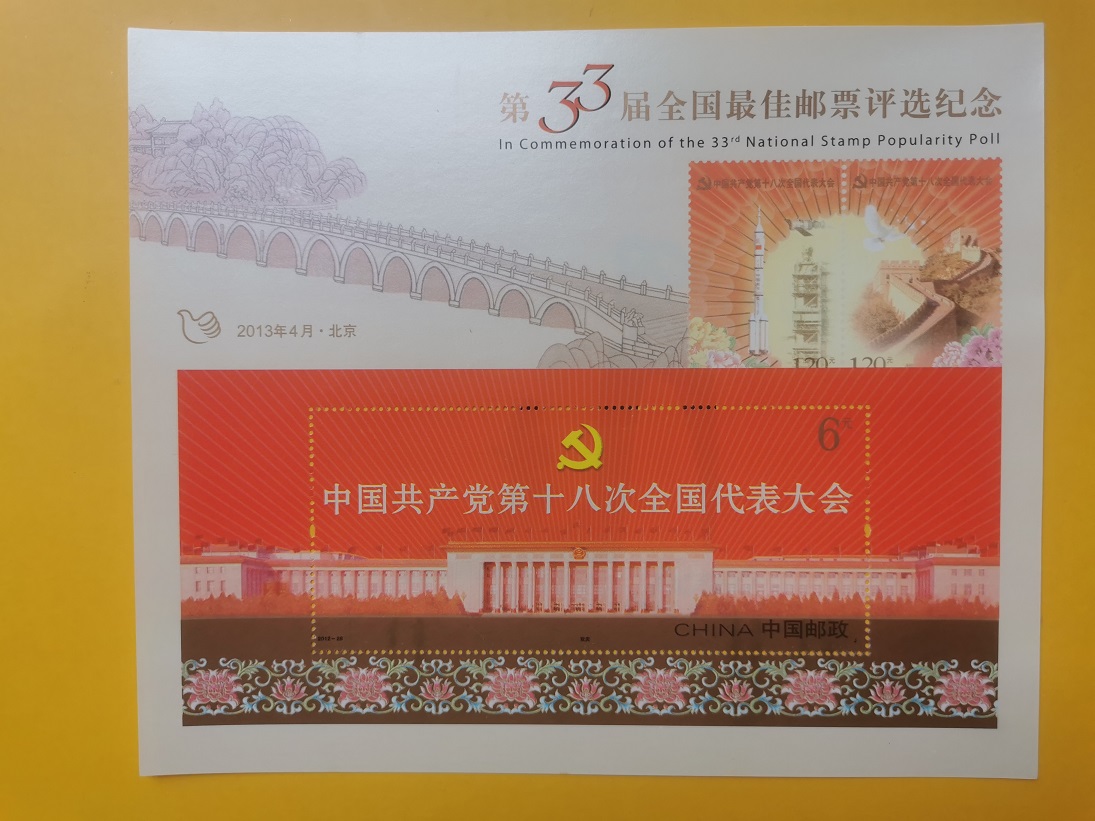 第33届全国最佳邮票评选纪念
In Commemoration of the 33rd National Stamp Popularity Poll
中国共产党第十八次全国代表大会 中国共产党第十八次全国代表大会
2013年4月·北京
1.20元 1.20元
6元
中国共产党第十八次全国代表大会
CHINA 中国邮政